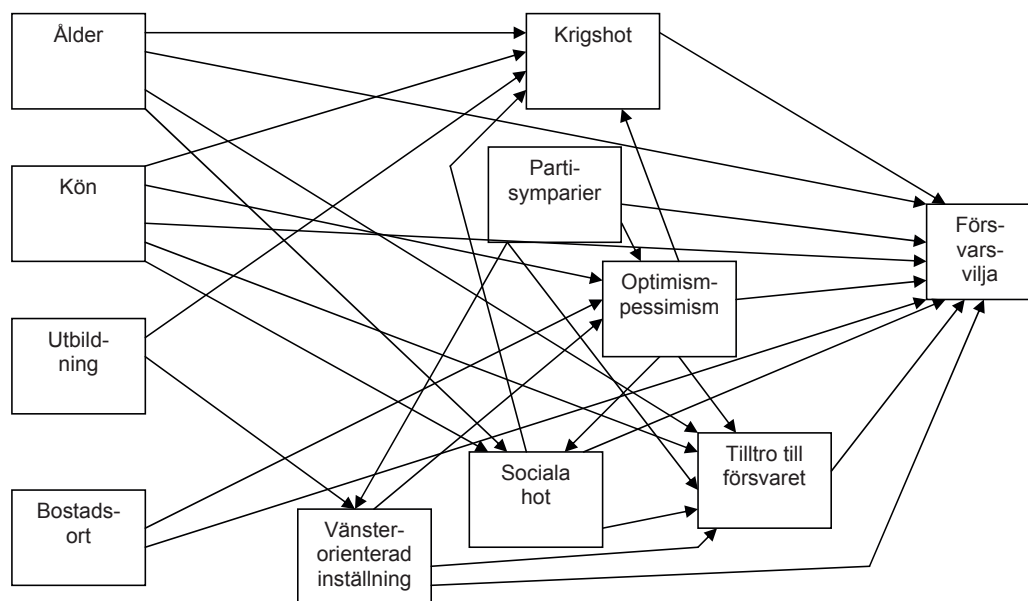 Ålder
Krigshot
Kön
Parti-
symparier
Förs-
vars-
vilja
Optimism-
pessimism
Utbild-
ning
Tilltro till
försvaret
Sociala
hot
Bostads-
ort
Vänster-
orienterad
inställning